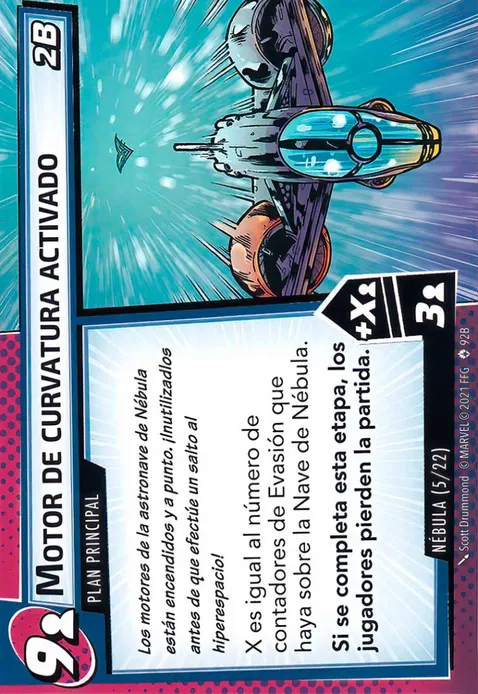 9
MOTOR DE CURVATURA ACTIVADO
2B
PLAN PRINCIPAL
Los motores de la astronave de Nébula
están encendidos y a punto. ¡Inutilizadlos
antes de que efectúe un salto al
hiperespacio!
X es igual al número de
contadores de Evasión que
haya sobre la Nave de Nébula.
Si se completa esta etapa, los
jugadores pierden la partida.
+X
3
NÉBULA (5/22)
Scott Drummond © MARVEL © 2021 FFG 92B